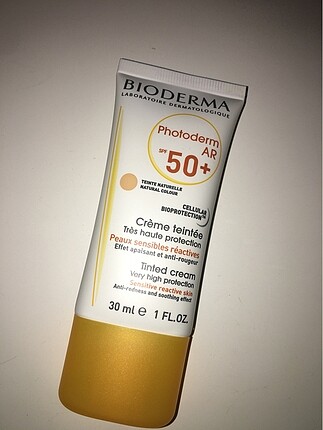 BIODERMA
LABORATOIRE DERMATOLOGIQUE
Photoderm
AR
SPF 50+
TEINTE NATURELLE
NATURAL COLOUR
CELLULAR
BIOPROTECTION
Crème teintée
Très haute protection
Peaux sensibles réactives
Effet apaisant et anti-rougeur
Tinted cream
Very high protection
Sensitive reactive skin
Anti-redness and soothing effect
30 ml e 1 FL.OZ.